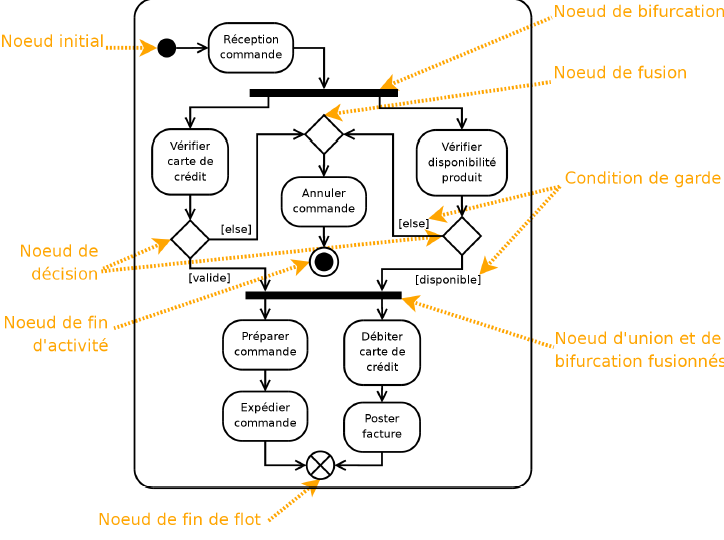 Noeud de bifurcation
Noeud initial
Réception
commande
Noeud de fusion
Vérifier
carte de
crédit
Vérifier
disponibilité
produit
Condition de garde
Annuler
commande
[else]
[else]
Noeud de
décision
[valide]
[disponible]
Noeud de fin
d'activité
Préparer
commande
Débiter
carte de
crédit
Noeud d'union et de
bifurcation fusionnés
Expédier
commande
Poster
facture
Noeud de fin de flot